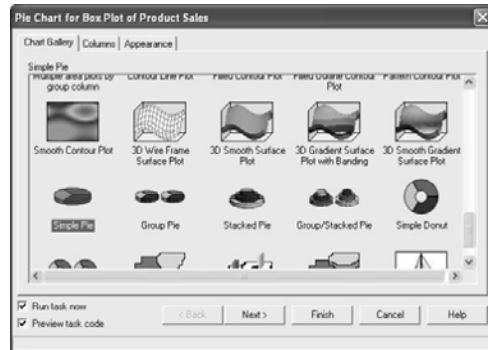 Pie Chart for Box Plot of Product Sales
Chart Gallery Columns Appearance
Simple Pie
Multiple area plots by group column
Contour Line Plot
Filled Contour Plot
Filled Outline Contour Plot
Pattern Contour Plot
Smooth Contour Plot
3D Wire Frame Surface Plot
3D Smooth Surface Plot
3D Gradient Surface Plot with Banding
3D Smooth Gradient Surface Plot
Simple Pie
Group Pie
Stacked Pie
Group/Stacked Pie
Simple Donut
Run task now
Preview task code
< Back
Next >
Finish
Cancel
Help